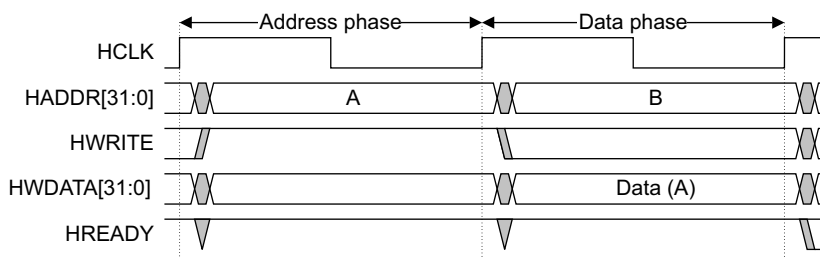 Address phase Data phase
HCLK
HADDR[31:0] A B
HWRITE
HWDATA[31:0] Data (A)
HREADY